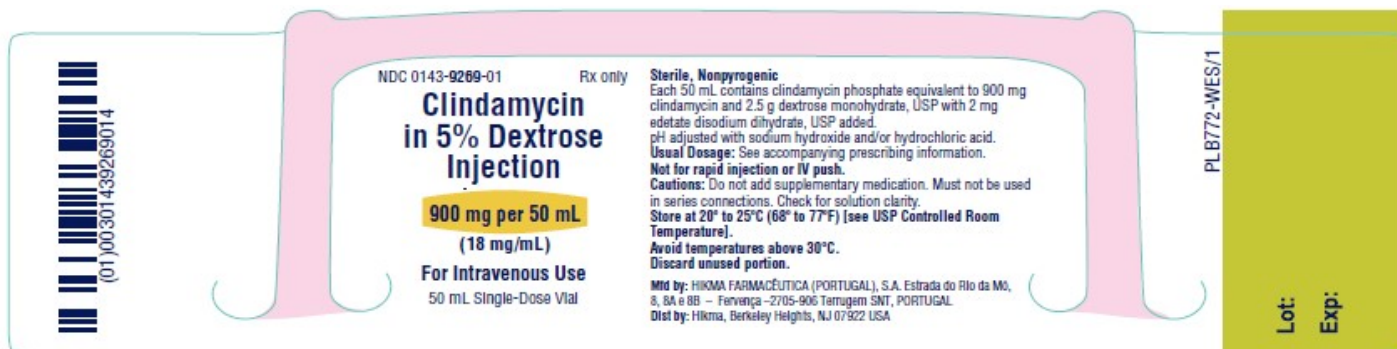 (01)00301439269014
NDC 0143-9269-01 Rx only
Clindamycin
in 5% Dextrose
Injection
900 mg per 50 mL
(18 mg/mL)
For Intravenous Use
50 mL Single-Dose Vial
Sterile, Nonpyrogenic
Each 50 mL contains clindamycin phosphate equivalent to 900 mg
clindamycin and 2.5 g dextrose monohydrate, USP with 2 mg
edetate disodium dihydrate, USP added.
pH adjusted with sodium hydroxide and/or hydrochloric acid.
Usual Dosage: See accompanying prescribing information.
Not for rapid injection or IV push.
Cautions: Do not add supplementary medication. Must not be used
in series connections. Check for solution clarity.
Store at 20° to 25°C (68° to 77°F) [see USP Controlled Room
Temperature].
Avoid temperatures above 30°C.
Discard unused portion.
Mfd by: HIKMA FARMACÊUTICA (PORTUGAL), S.A. Estrada do Rio da Mó,
8, 8A e 8B – Fervença –2705-906 Terrugem SNT, PORTUGAL
Dist by: Hikma, Berkeley Heights, NJ 07922 USA
PLB772-WES/1
Lot:
Exp: